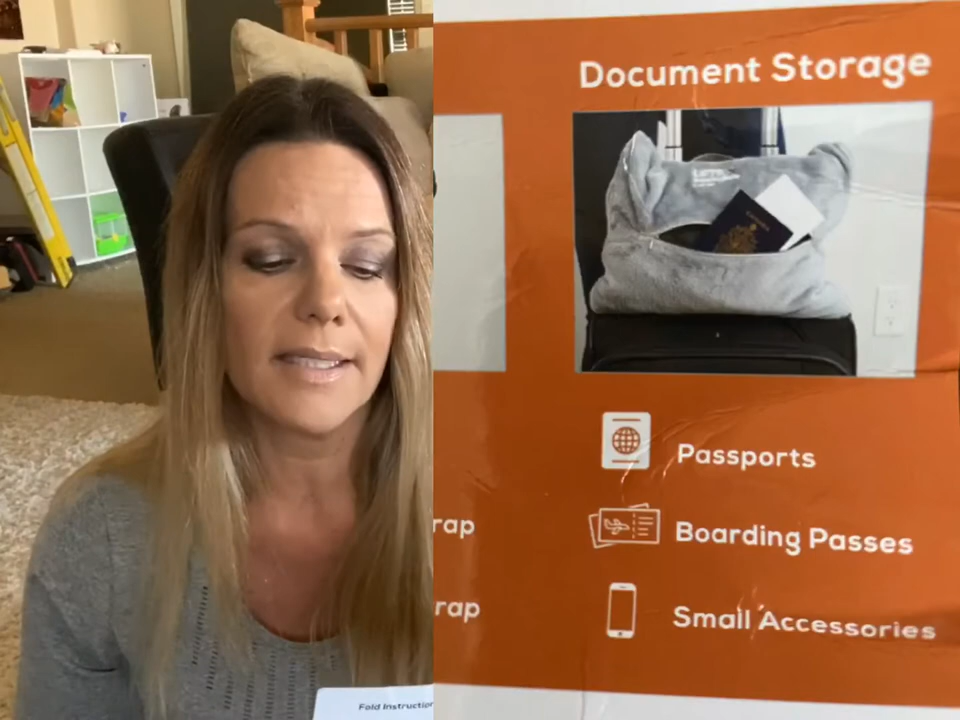 Document Storage
Passports
rap
Boarding Passes
rap
Small Accessories
Fold Instruction